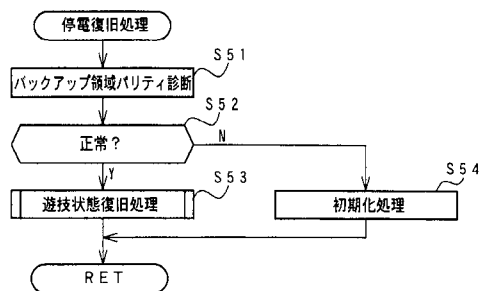 停電復旧処理
S51
バックアップ領域パリティ診断
S52
正常？
N
Y
S53
遊技状態復旧処理
S54
初期化処理
RET